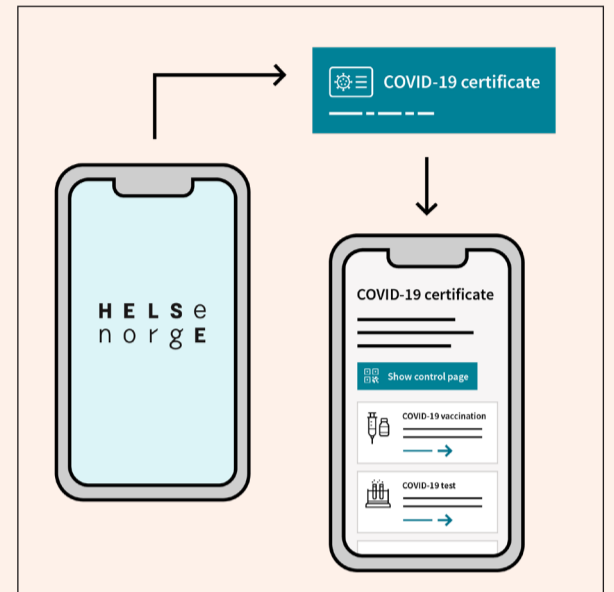 COVID-19 certificate
HELSe
norgE
COVID-19 certificate
Show control page
COVID-19 vaccination
COVID-19 test